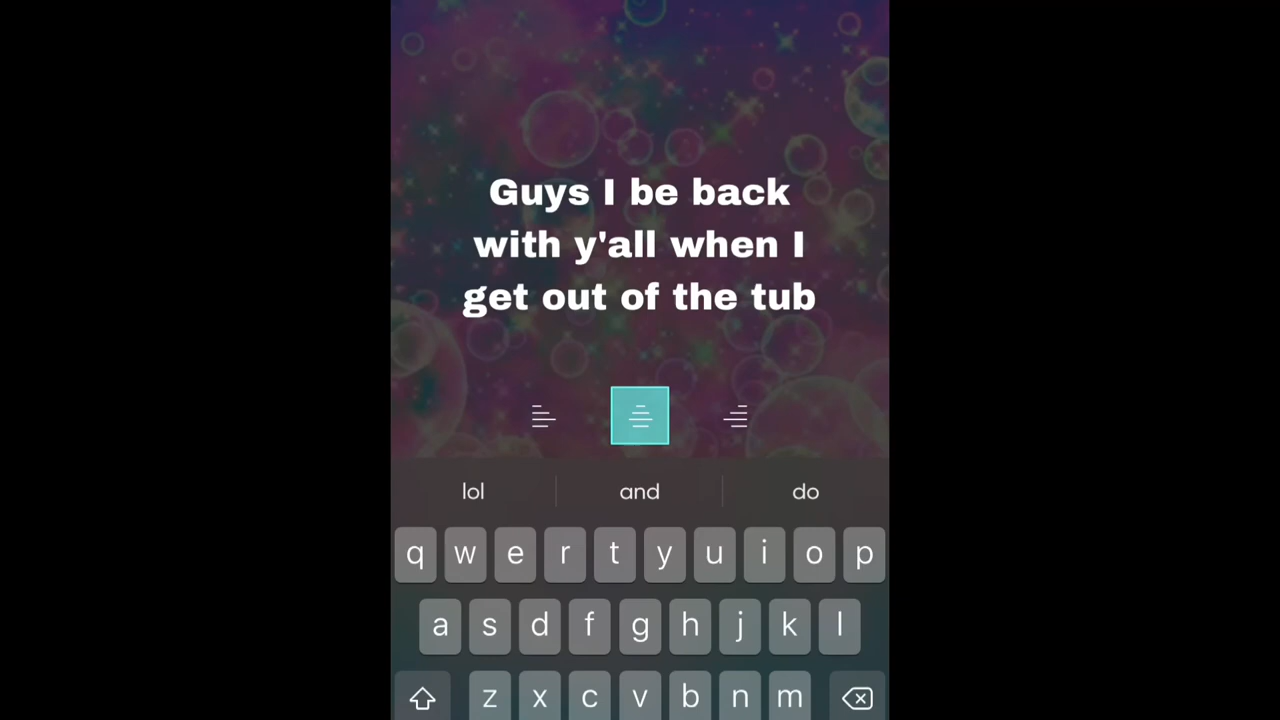 Guys I be back
with y'all when I
get out of the tub
lol and do
q w e r t y u i o p
a s d f g h j k l
z x c v b n m